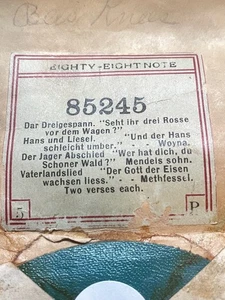 EIGHTY-EIGHT NOTE
85245
Dar Dreigespann. "Seht ihr drei Rosse
vor dem Wagen?"
Hans und Liesel. "Und der Hans
schleicht umber." - - Woyna.
Der Jager Abschied "Wer hat dich, du
Schoner Wald?" Mendels sohn.
Vaterlandslied "Der Gott der Eisen
wachsen liess." - - Methfessel.
Two verses each.
5
P